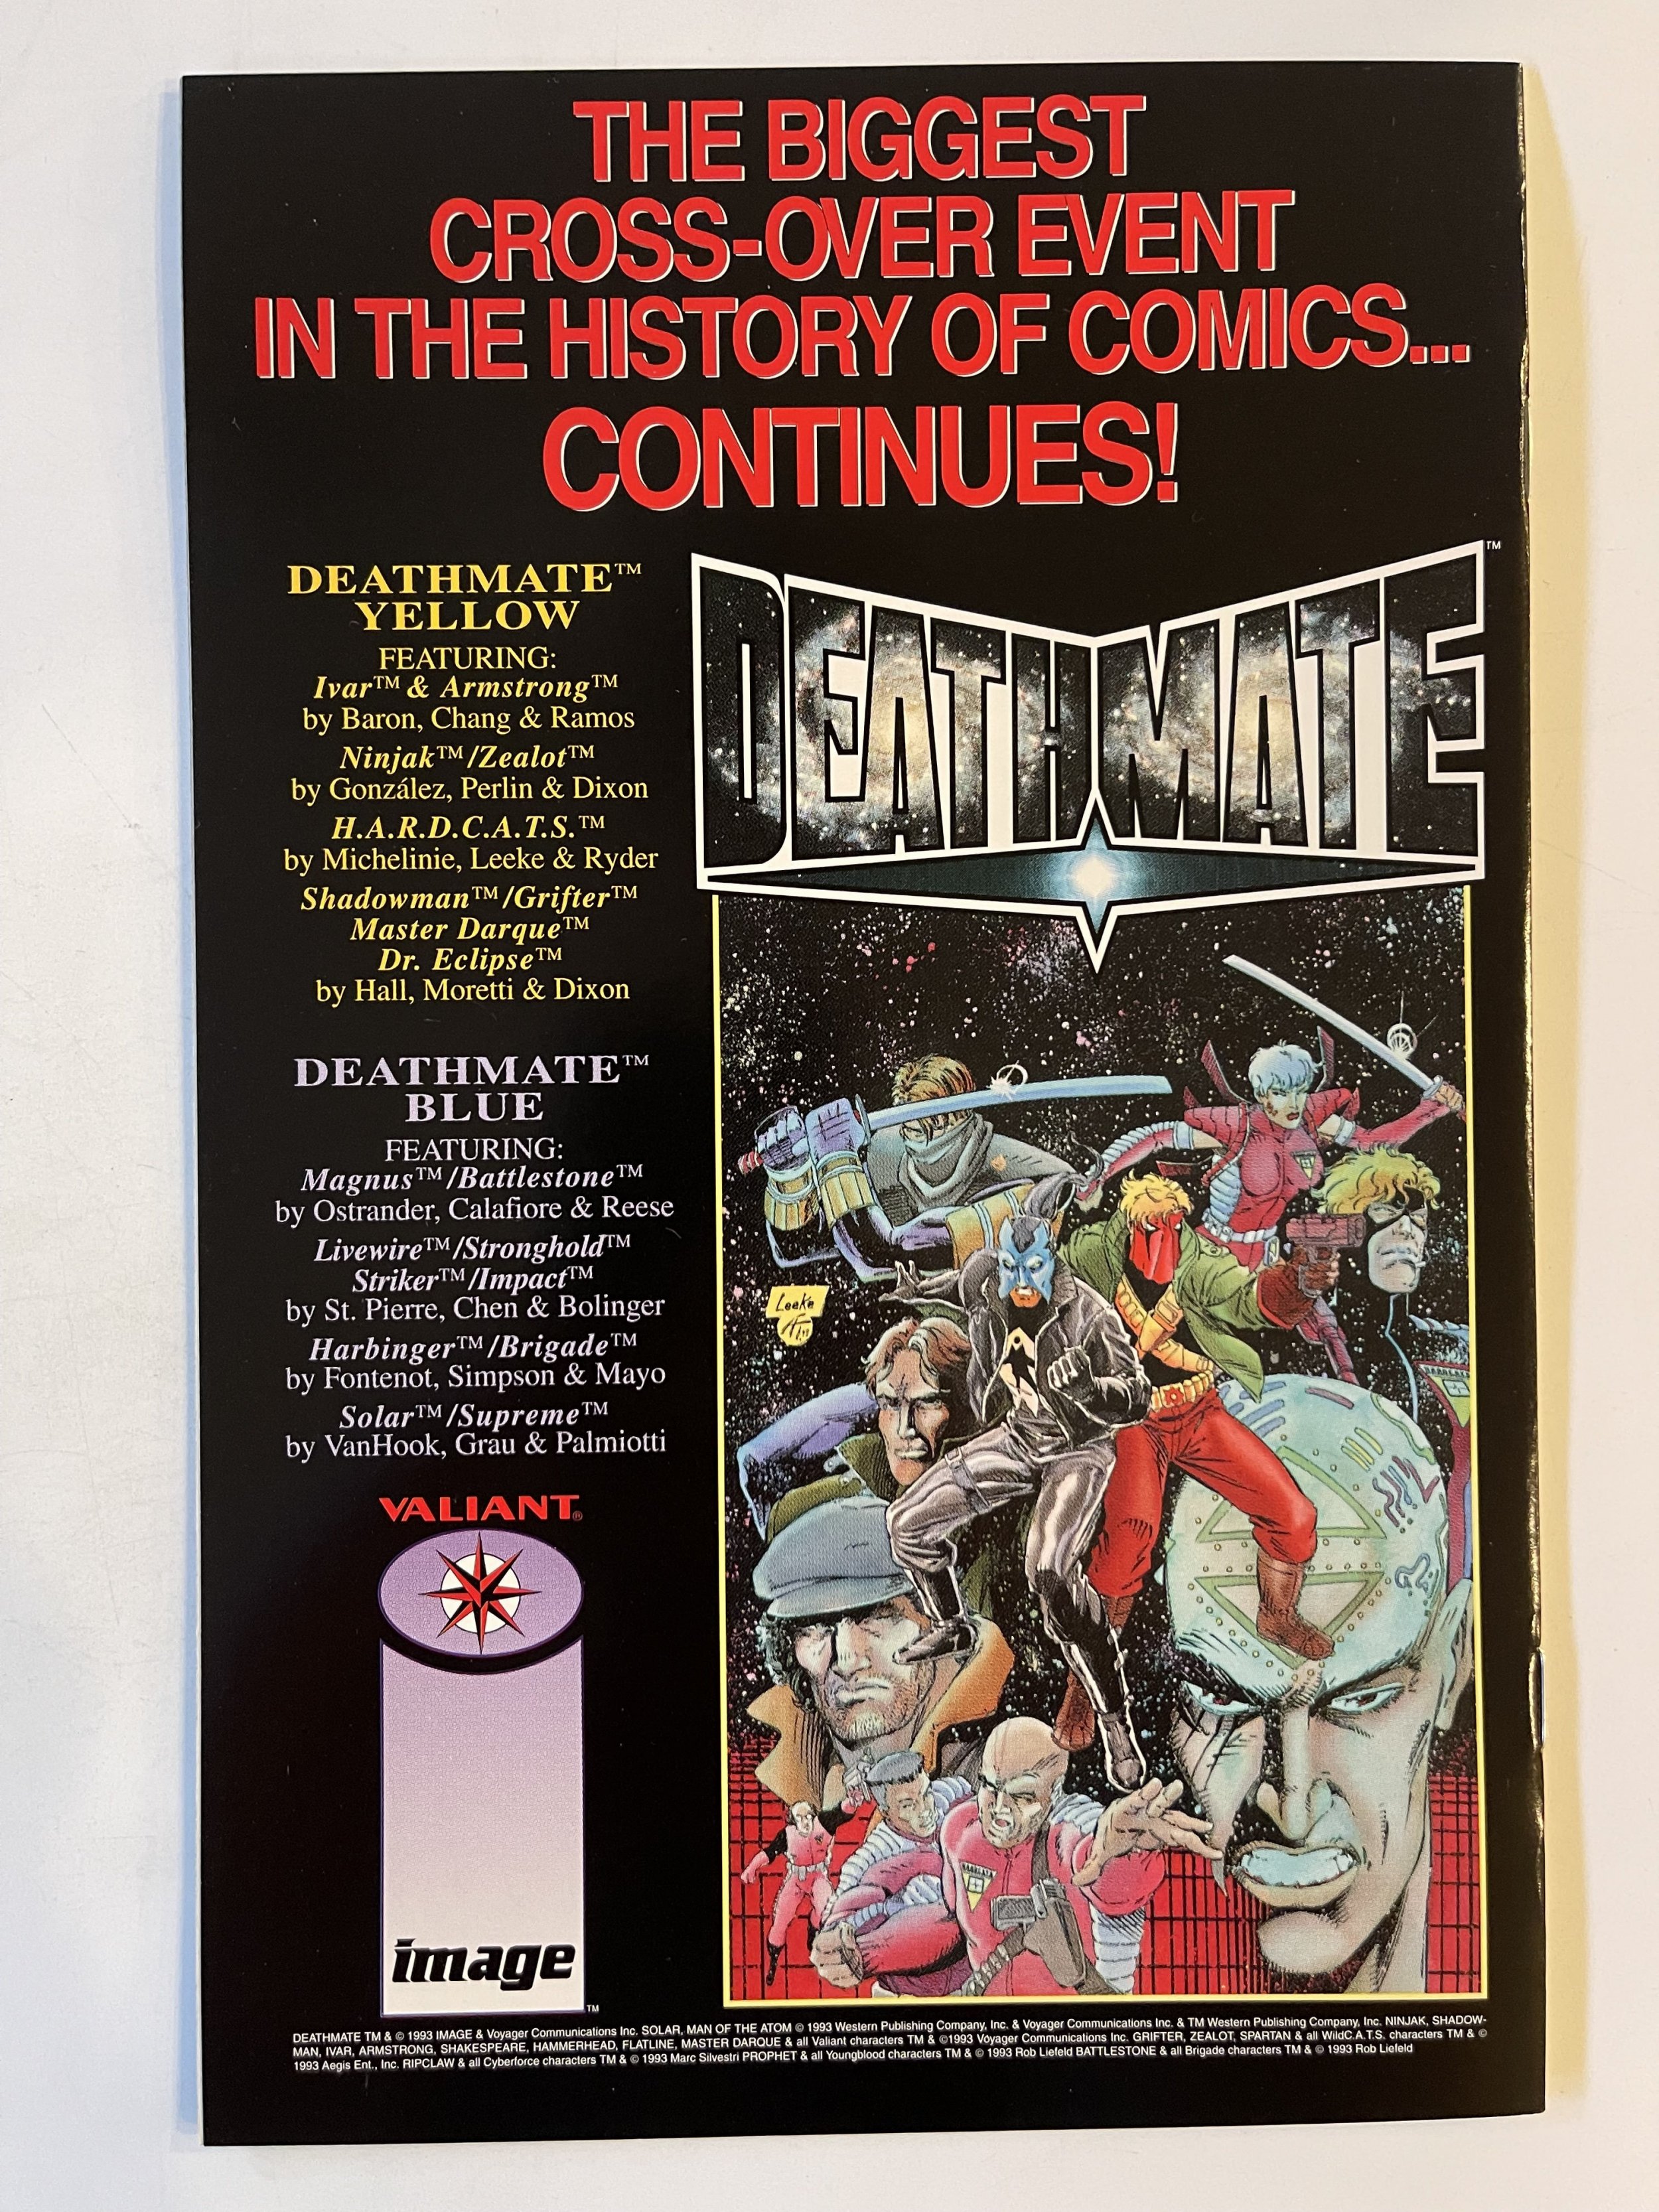 THE BIGGEST
CROSS-OVER EVENT
IN THE HISTORY OF COMICS...
CONTINUES!
DEATHMATE™
YELLOW
FEATURING:
Ivar™ & Armstrong™
by Baron, Chang & Ramos
Ninjak™/Zealot™
by González, Perlin & Dixon
H.A.R.D.C.A.T.S.™
by Michelinie, Leeke & Ryder
Shadowman™/Grifter™
Master Darque™
Dr. Eclipse™
by Hall, Moretti & Dixon
DEATHMATE™
BLUE
FEATURING:
Magnus™/Battlestone™
by Ostrander, Calafiore & Reese
Livewire™/Stronghold™
Striker™/Impact™
by St. Pierre, Chen & Bolinger
Harbinger™/Brigade™
by Fontenot, Simpson & Mayo
Solar™/Supreme™
by VanHook, Grau & Palmiotti
VALIANT®
image™
DEATHMATE™
Leeke
DEATHMATE TM & © 1993 IMAGE & Voyager Communications Inc. SOLAR, MAN OF THE ATOM © 1993 Western Publishing Company, Inc. & Voyager Communications Inc. & TM Western Publishing Company, Inc. NINJAK, SHADOW-
MAN, IVAR, ARMSTRONG, SHAKESPEARE, HAMMERHEAD, FLATLINE, MASTER DARQUE & all Valiant characters TM & ©1993 Voyager Communications Inc. GRIFTER, ZEALOT, SPARTAN & all WildC.A.T.S. characters TM & ©
1993 Aegis Ent., Inc. RIPCLAW & all Cyberforce characters TM & © 1993 Marc Silvestri PROPHET & all Youngblood characters TM & © 1993 Rob Liefeld BATTLESTONE & all Brigade characters TM & © 1993 Rob Liefeld